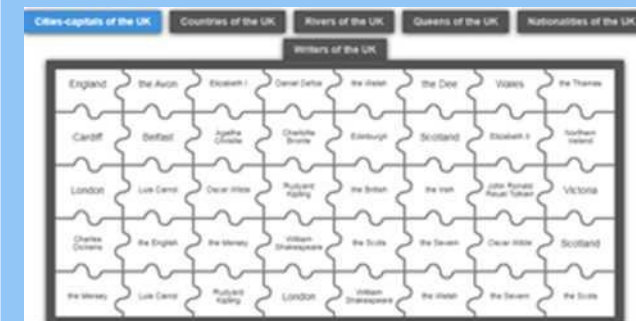 Cities-capitals of the UK Countries of the UK Rivers of the UK Queens of the UK Nationalities of the UK
Writers of the UK
England the Avon Elizabeth I Daniel Defoe the Welsh the Dee Wales the Thames
Cardiff Belfast Agatha Christie Charlotte Bronte Edinburgh Scotland Elizabeth II Northern Ireland
London Luis Carrol Oscar Wilde Rudyard Kipling the British the Irish John Ronald Reuel Tolkien Victoria
Charles Dickens the English the Mersey William Shakespeare the Scots the Severn Oscar Wilde Scotland
the Mersey Luis Carrol Rudyard Kipling London William Shakespeare the Welsh the Severn the Scots